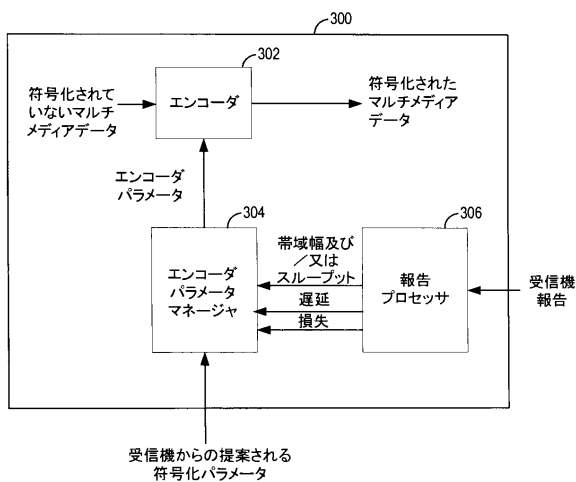 300
302
符号化されて
いないマルチ
メディアデータ
エンコーダ
符号化された
マルチメディア
データ
エンコーダ
パラメータ
304
306
エンコーダ
パラメータ
マネージャ
帯域幅及び
/又は
スループット
遅延
損失
報告
プロセッサ
受信機
報告
受信機からの提案される
符号化パラメータ